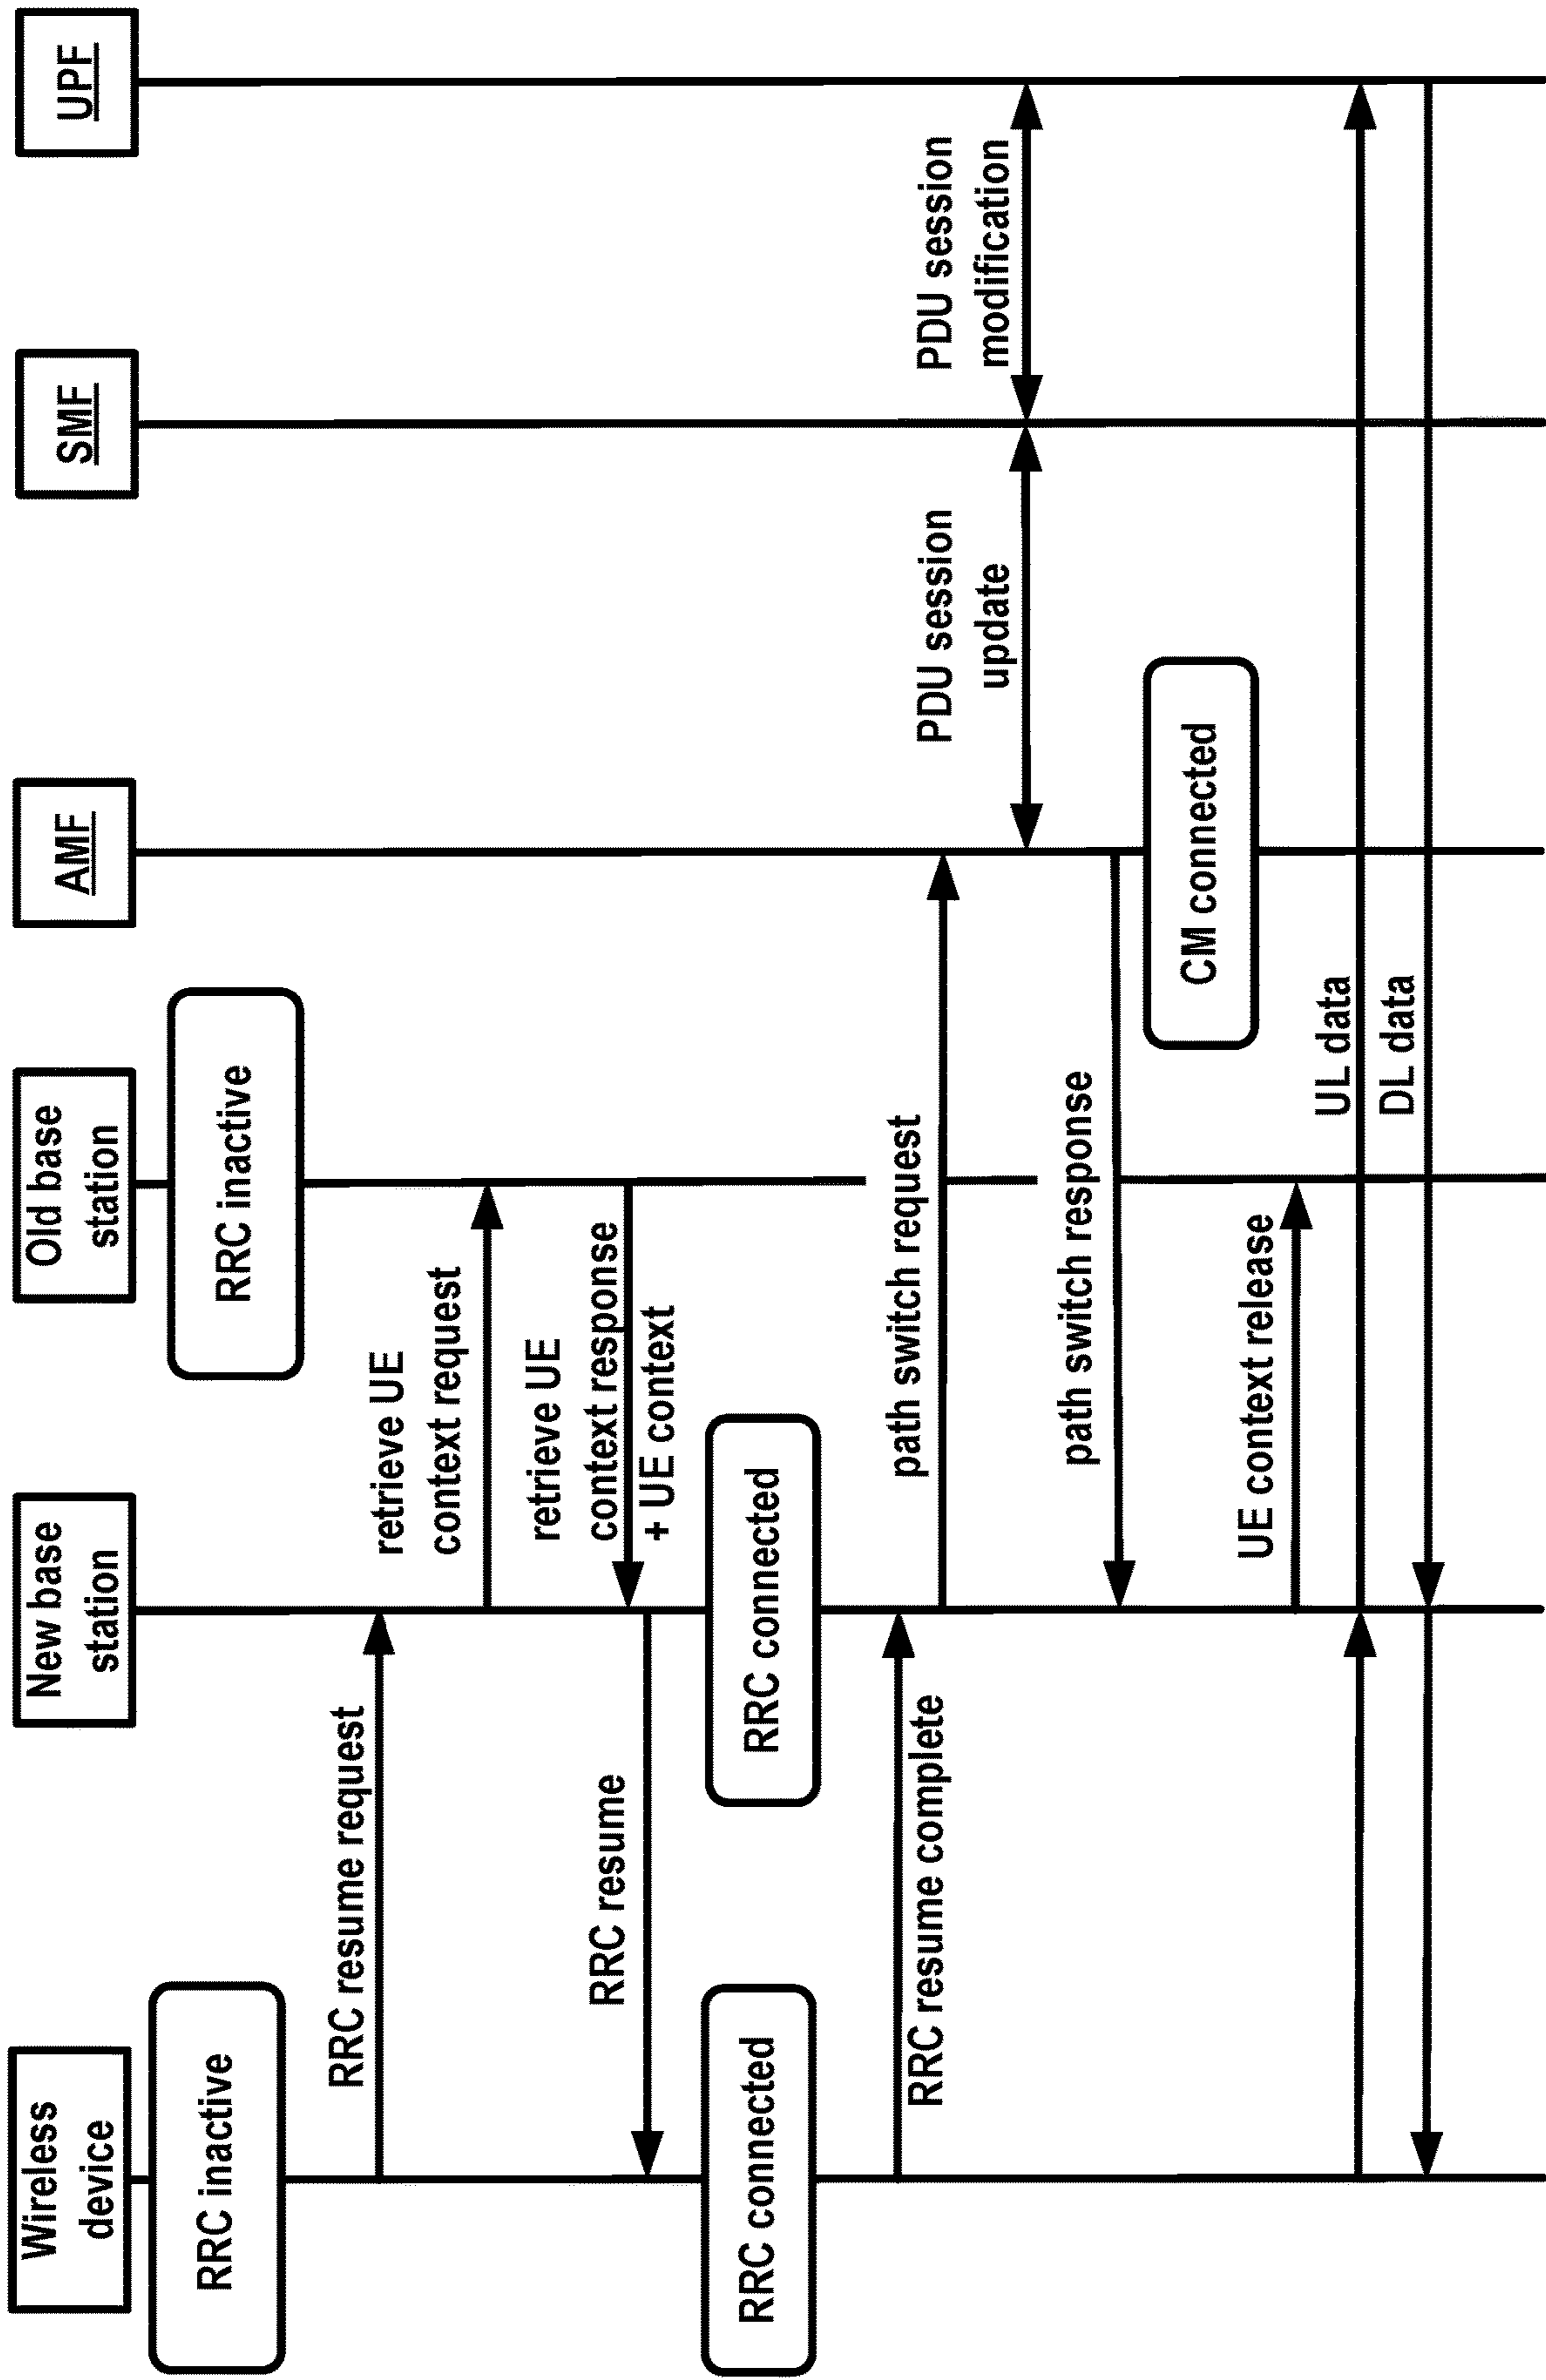 Wireless
device
New base
station
Old base
station
AMF
SMF
UPF
RRC inactive
RRC inactive
RRC resume request
retrieve UE
context request
retrieve UE
context response
+ UE context
RRC resume
RRC connected
RRC connected
RRC resume complete
path switch request
PDU session
update
PDU session
modification
path switch response
CM connected
UE context release
UL data
DL data